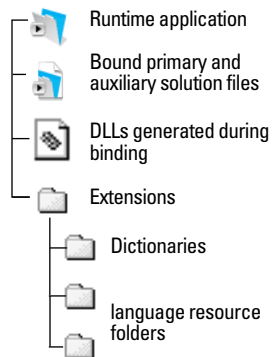 Runtime application
Bound primary and
auxiliary solution files
DLLs generated during
binding
Extensions
Dictionaries
language resource
folders